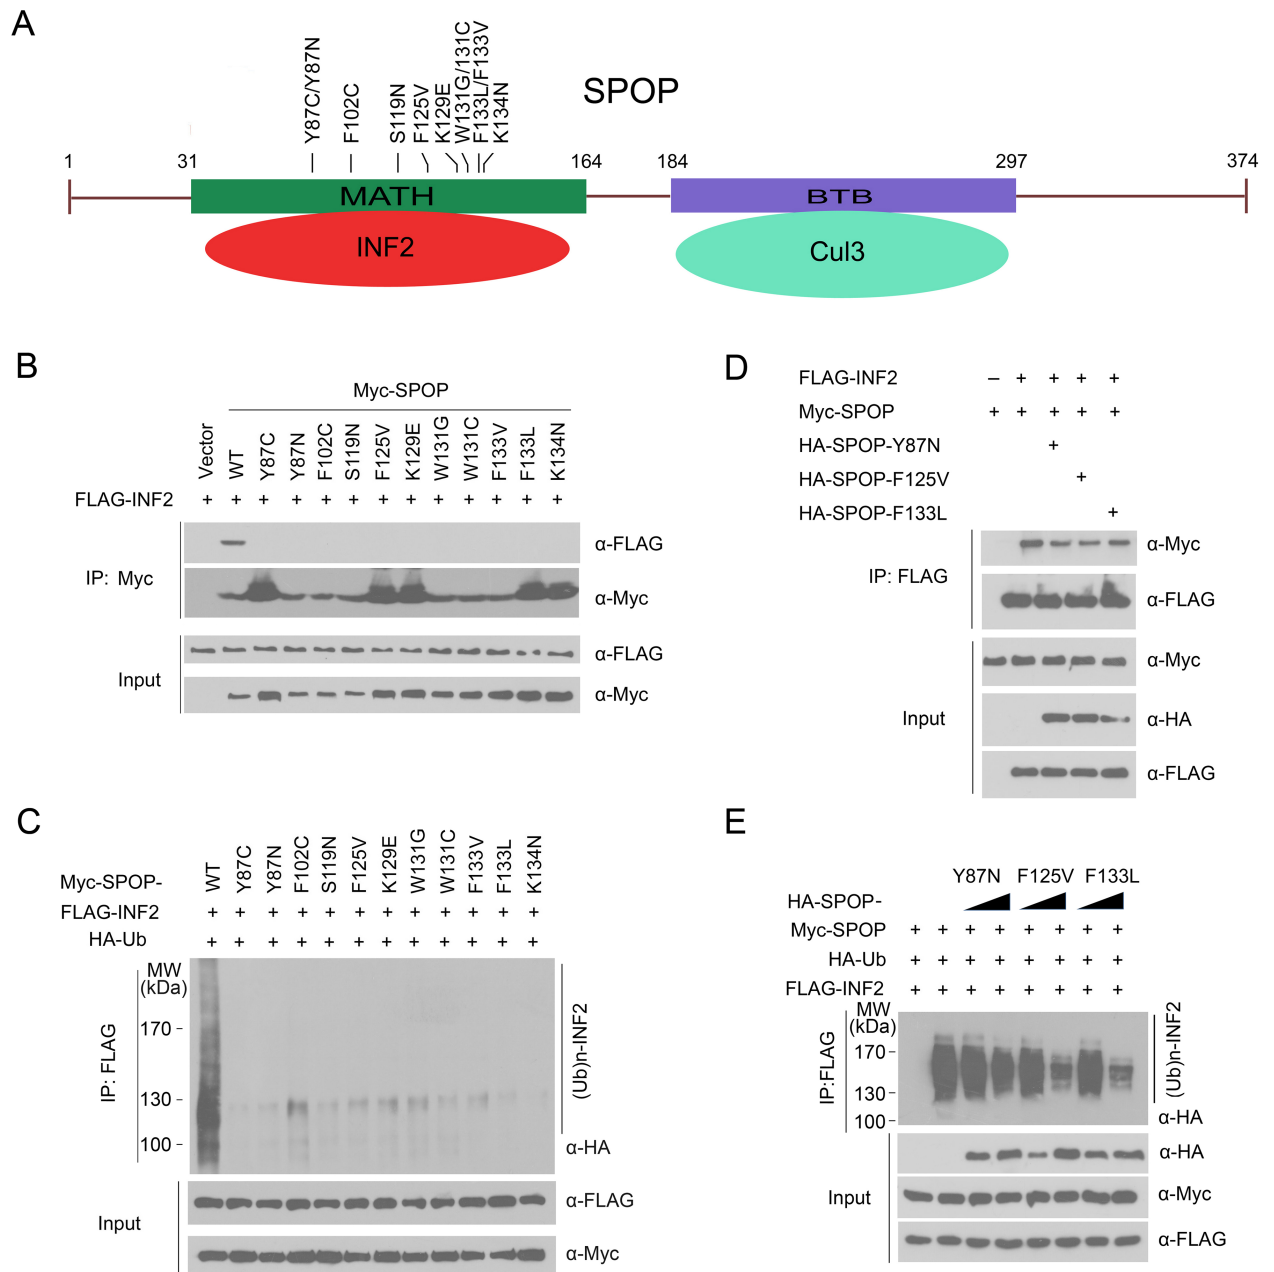 A
SPOP
Y87C/Y87N
F102C
S119N
F125V
K129E
W131G/131C
F133L/F133V
K134N
1 31 164 184 297 374
MATH BTB
INF2 Cul3
B
Myc-SPOP
Vector WT Y87C Y87N F102C S119N F125V K129E W131G W131C F133V F133L K134N
FLAG-INF2 + + + + + + + + + + + + +
IP: Myc
α-FLAG
α-Myc
Input
α-FLAG
α-Myc
D
FLAG-INF2 – + + + +
Myc-SPOP + + + + +
HA-SPOP-Y87N +
HA-SPOP-F125V +
HA-SPOP-F133L +
IP: FLAG
α-Myc
α-FLAG
Input
α-Myc
α-HA
α-FLAG
C
Myc-SPOP- WT Y87C Y87N F102C S119N F125V K129E W131G W131C F133V F133L K134N
FLAG-INF2 + + + + + + + + + + + +
HA-Ub + + + + + + + + + + + +
IP: FLAG
MW
(kDa)
170 -
130 -
100 -
(Ub)n-INF2
α-HA
Input
α-FLAG
α-Myc
E
Y87N F125V F133L
HA-SPOP-
Myc-SPOP + + + + + + + +
HA-Ub + + + + + + + +
FLAG-INF2 + + + + + + + +
IP:FLAG
MW
(kDa)
170 -
130 -
100 -
(Ub)n-INF2
α-HA
Input
α-HA
α-Myc
α-FLAG